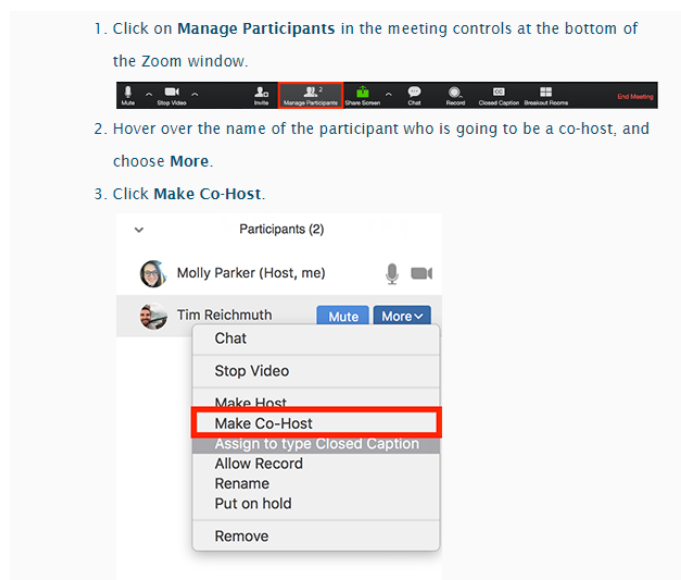 1. Click on Manage Participants in the meeting controls at the bottom of
the Zoom window.
Mute Stop Video Invite Manage Participants 2 Share Screen Chat Record Closed Caption Breakout Rooms End Meeting
2. Hover over the name of the participant who is going to be a co-host, and
choose More.
3. Click Make Co-Host.
Participants (2)
Molly Parker (Host, me)
Tim Reichmuth Mute More
Chat
Stop Video
Make Host
Make Co-Host
Assign to type Closed Caption
Allow Record
Rename
Put on hold
Remove